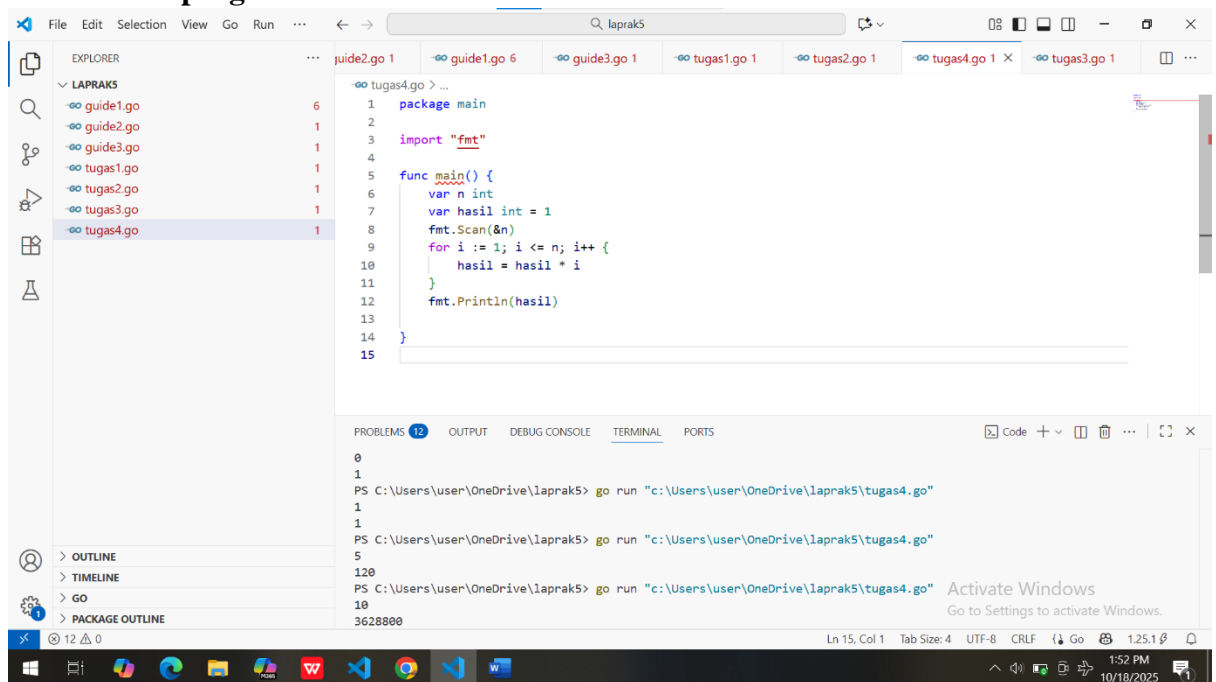 File Edit Selection View Go Run ··· laprak5
EXPLORER ···
LAPRAK5
guide1.go 6
guide2.go 1
guide3.go 1
tugas1.go 1
tugas2.go 1
tugas3.go 1
tugas4.go 1
OUTLINE
TIMELINE
GO
PACKAGE OUTLINE
uide2.go 1 guide1.go 6 guide3.go 1 tugas1.go 1 tugas2.go 1 tugas4.go 1 tugas3.go 1 ···
tugas4.go > ...
1 package main
2
3 import "fmt"
4
5 func main() {
6 var n int
7 var hasil int = 1
8 fmt.Scan(&n)
9 for i := 1; i <= n; i++ {
10 hasil = hasil * i
11 }
12 fmt.Println(hasil)
13
14 }
15
PROBLEMS 12 OUTPUT DEBUG CONSOLE TERMINAL PORTS Code ···
0
1
PS C:\Users\user\OneDrive\laprak5> go run "c:\Users\user\OneDrive\laprak5\tugas4.go"
1
1
PS C:\Users\user\OneDrive\laprak5> go run "c:\Users\user\OneDrive\laprak5\tugas4.go"
5
120
PS C:\Users\user\OneDrive\laprak5> go run "c:\Users\user\OneDrive\laprak5\tugas4.go"
10
3628800
Activate Windows
Go to Settings to activate Windows.
1
12 0 Ln 15, Col 1 Tab Size: 4 UTF-8 CRLF Go 1.25.1
1:52 PM
10/18/2025